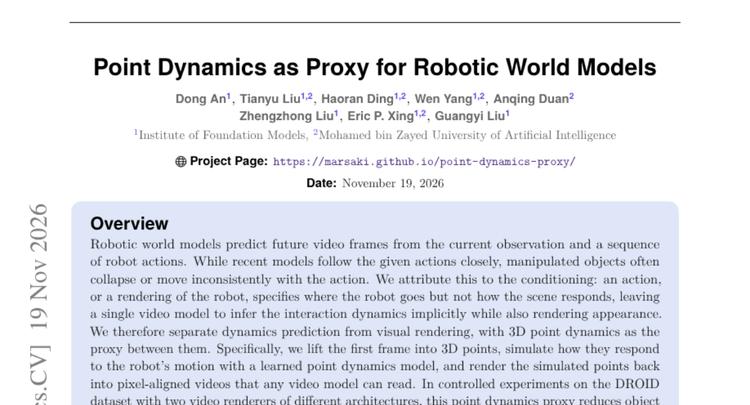 Point Dynamics as Proxy for Robotic World Models
Dong An¹, Tianyu Liu¹,², Haoran Ding¹,², Wen Yang¹,², Anqing Duan²
Zhengzhong Liu¹, Eric P. Xing¹,², Guangyi Liu¹
¹Institute of Foundation Models, ²Mohamed bin Zayed University of Artificial Intelligence
Project Page: https://marsaki.github.io/point-dynamics-proxy/
Date: November 19, 2026
Overview
Robotic world models predict future video frames from the current observation and a sequence
of robot actions. While recent models follow the given actions closely, manipulated objects often
collapse or move inconsistently with the action. We attribute this to the conditioning: an action,
or a rendering of the robot, specifies where the robot goes but not how the scene responds, leaving
a single video model to infer the interaction dynamics implicitly while also rendering appearance.
We therefore separate dynamics prediction from visual rendering, with 3D point dynamics as the
proxy between them. Specifically, we lift the first frame into 3D points, simulate how they respond
to the robot's motion with a learned point dynamics model, and render the simulated points back
into pixel-aligned videos that any video model can read. In controlled experiments on the DROID
dataset with two video renderers of different architectures, this point dynamics proxy reduces object
s.CV] 19 Nov 2026